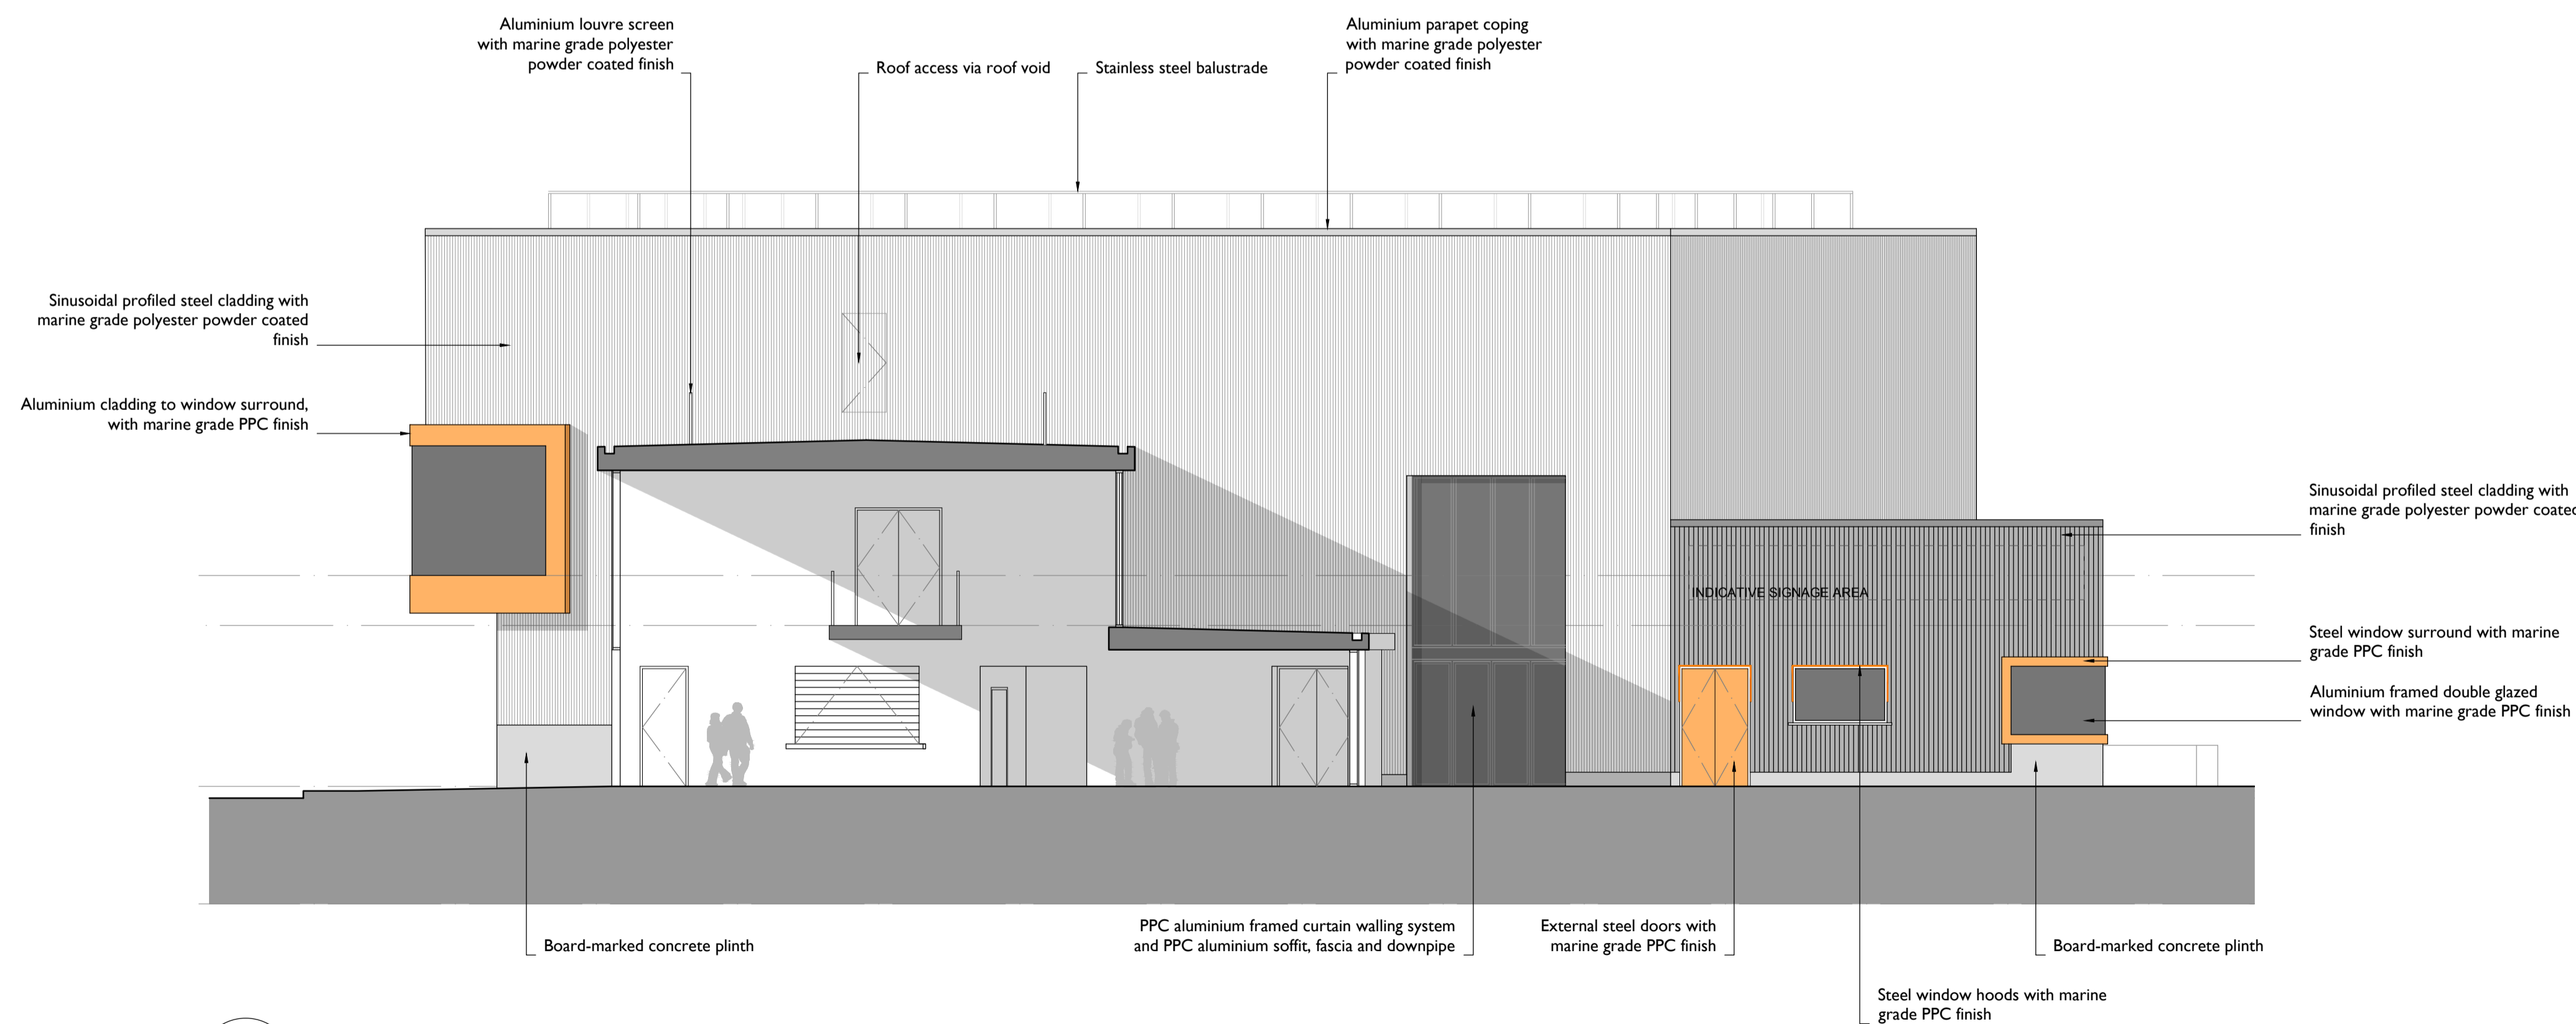 Aluminium louvre screen
with marine grade polyester
powder coated finish
Roof access via roof void
Stainless steel balustrade
Aluminium parapet coping
with marine grade polyester
powder coated finish
Sinusoidal profiled steel cladding with
marine grade polyester powder coated
finish
Aluminium cladding to window surround,
with marine grade PPC finish
Sinusoidal profiled steel cladding with
marine grade polyester powder coated
finish
INDICATIVE SIGNAGE AREA
Steel window surround with marine
grade PPC finish
Aluminium framed double glazed
window with marine grade PPC finish
Board-marked concrete plinth
PPC aluminium framed curtain walling system
and PPC aluminium soffit, fascia and downpipe
External steel doors with
marine grade PPC finish
Board-marked concrete plinth
Steel window hoods with marine
grade PPC finish